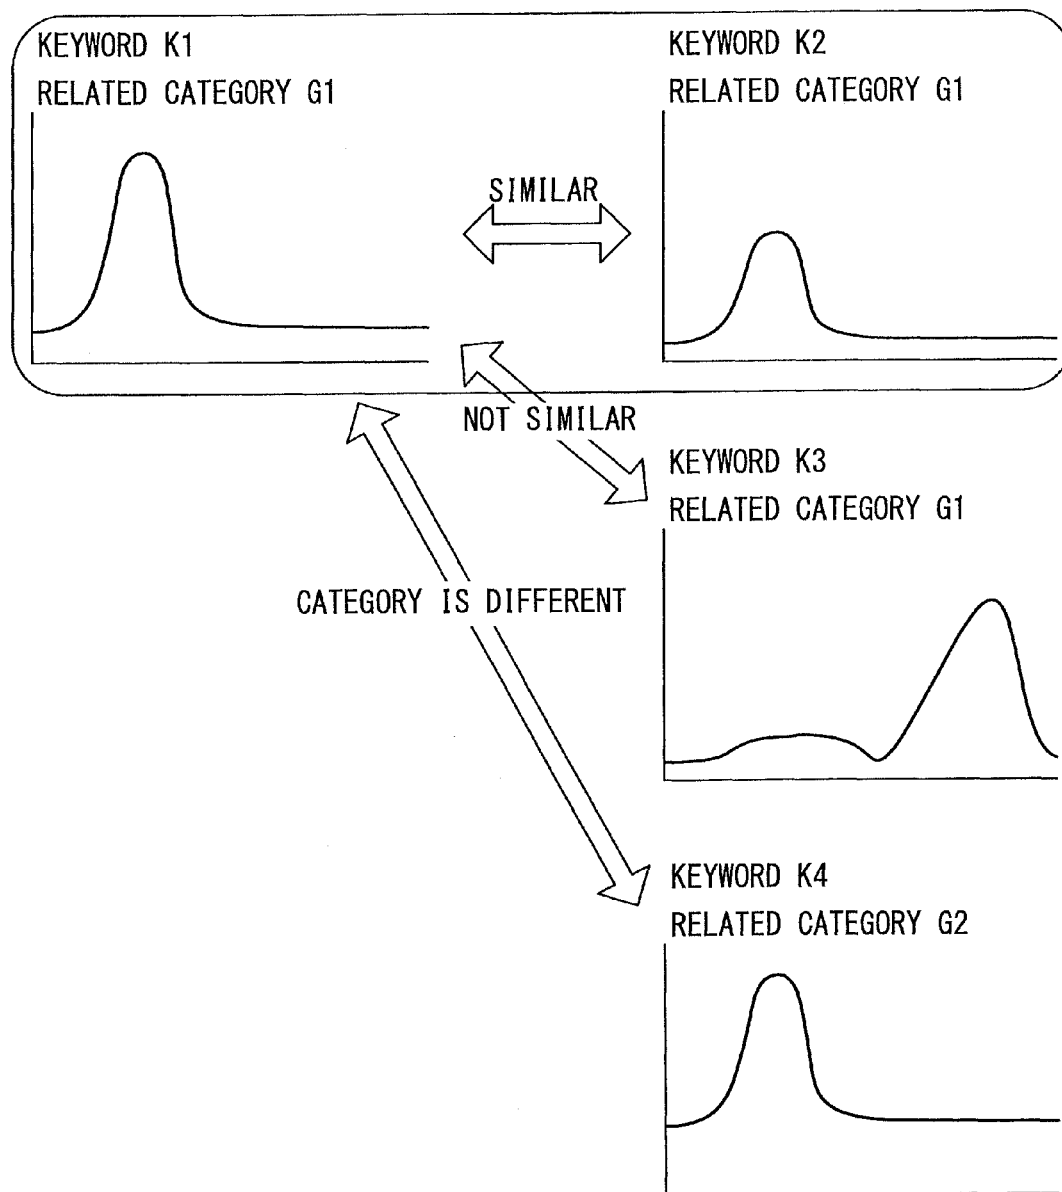 KEYWORD K1
RELATED CATEGORY G1
KEYWORD K2
RELATED CATEGORY G1
SIMILAR
NOT SIMILAR
KEYWORD K3
RELATED CATEGORY G1
CATEGORY IS DIFFERENT
KEYWORD K4
RELATED CATEGORY G2